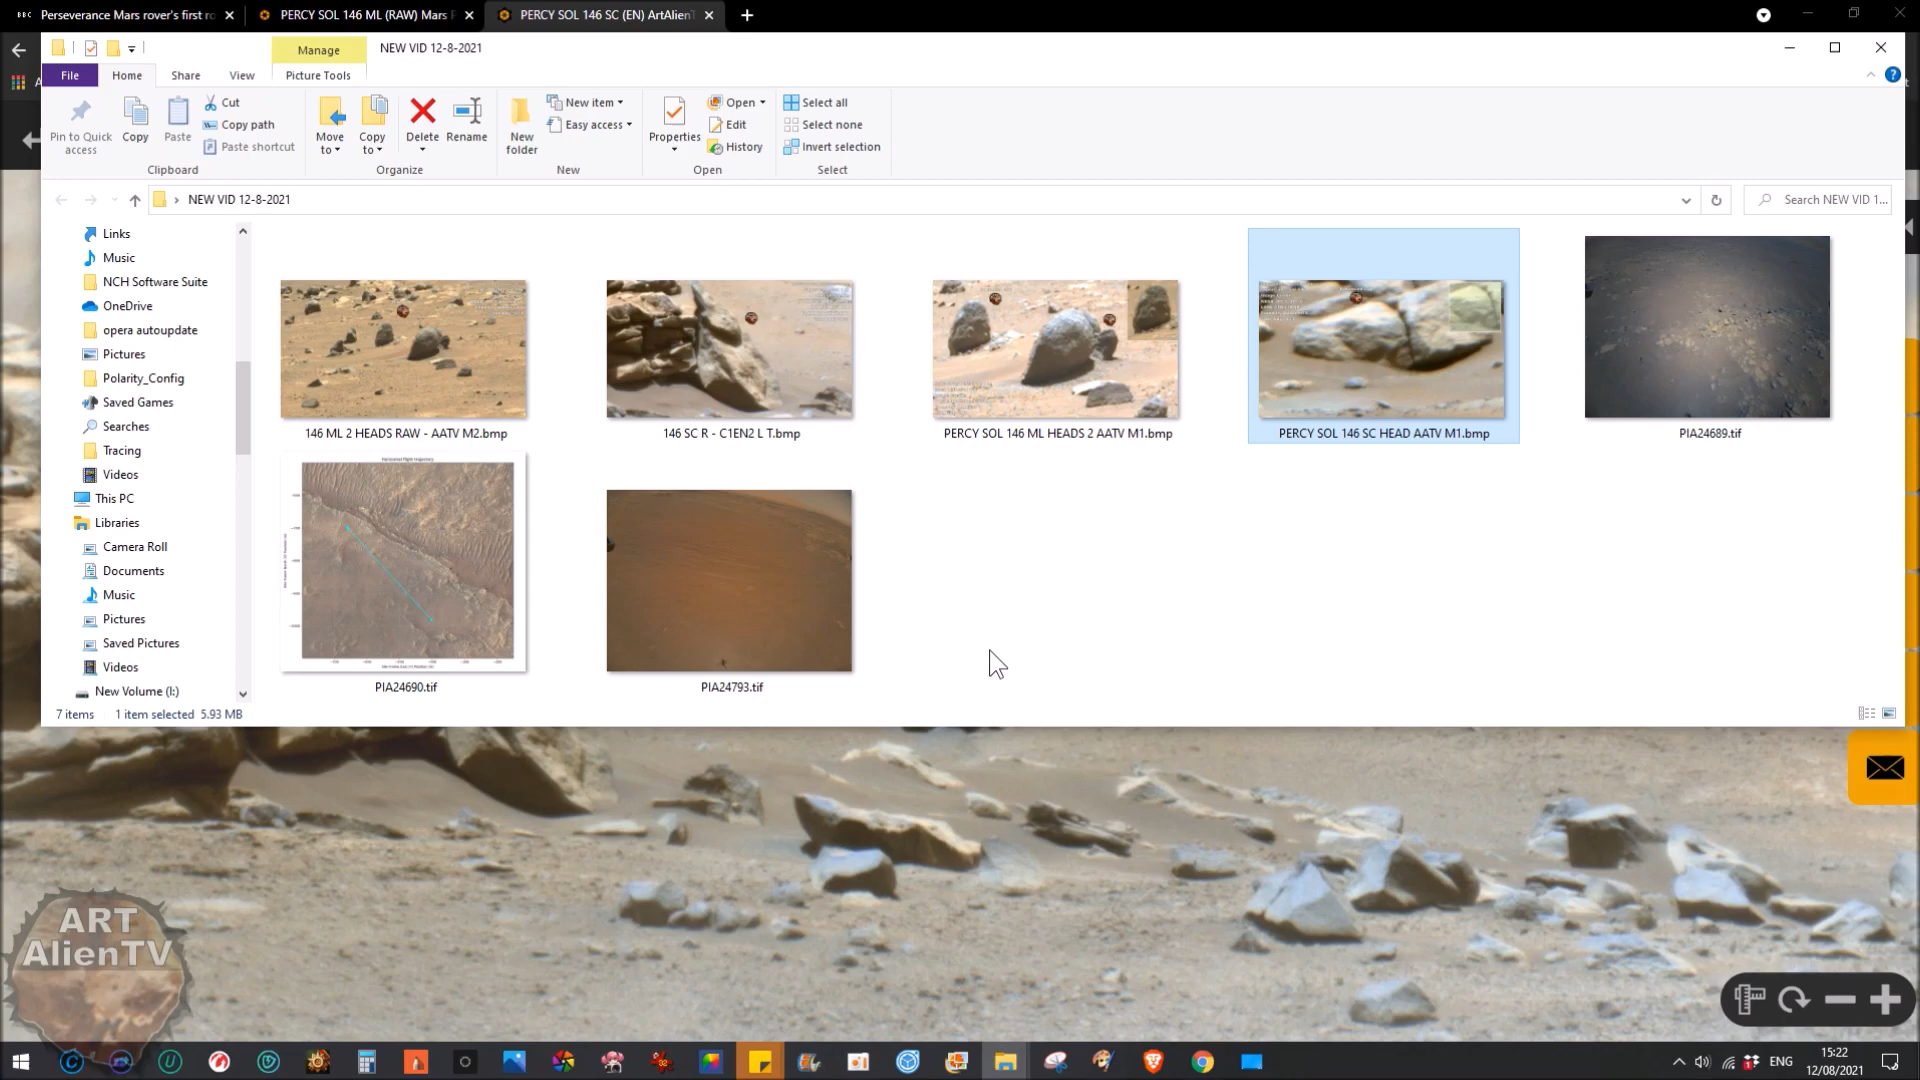 BBC Perseverance Mars rover's first ro
PERCY SOL 146 ML (RAW) Mars P
PERCY SOL 146 SC (EN) ArtAlienT
Manage
NEW VID 12-8-2021
File
Home
Share
View
Picture Tools
Pin to Quick access
Copy
Paste
Cut
Copy path
Paste shortcut
Clipboard
Move to
Copy to
Delete
Rename
Organize
New folder
New item
Easy access
New
Properties
Open
Edit
History
Open
Select all
Select none
Invert selection
Select
NEW VID 12-8-2021
Search NEW VID 1...
Links
Music
NCH Software Suite
OneDrive
opera autoupdate
Pictures
Polarity_Config
Saved Games
Searches
Tracing
Videos
This PC
Libraries
Camera Roll
Documents
Music
Pictures
Saved Pictures
Videos
New Volume (I:)
146 ML 2 HEADS RAW - AATV M2.bmp
146 SC R - C1EN2 L T.bmp
PERCY SOL 146 ML HEADS 2 AATV M1.bmp
PERCY SOL 146 SC HEAD AATV M1.bmp
PIA24689.tif
PIA24690.tif
PIA24793.tif
7 items
1 item selected 5.93 MB
ART
AlienTV
ENG
15:22
12/08/2021